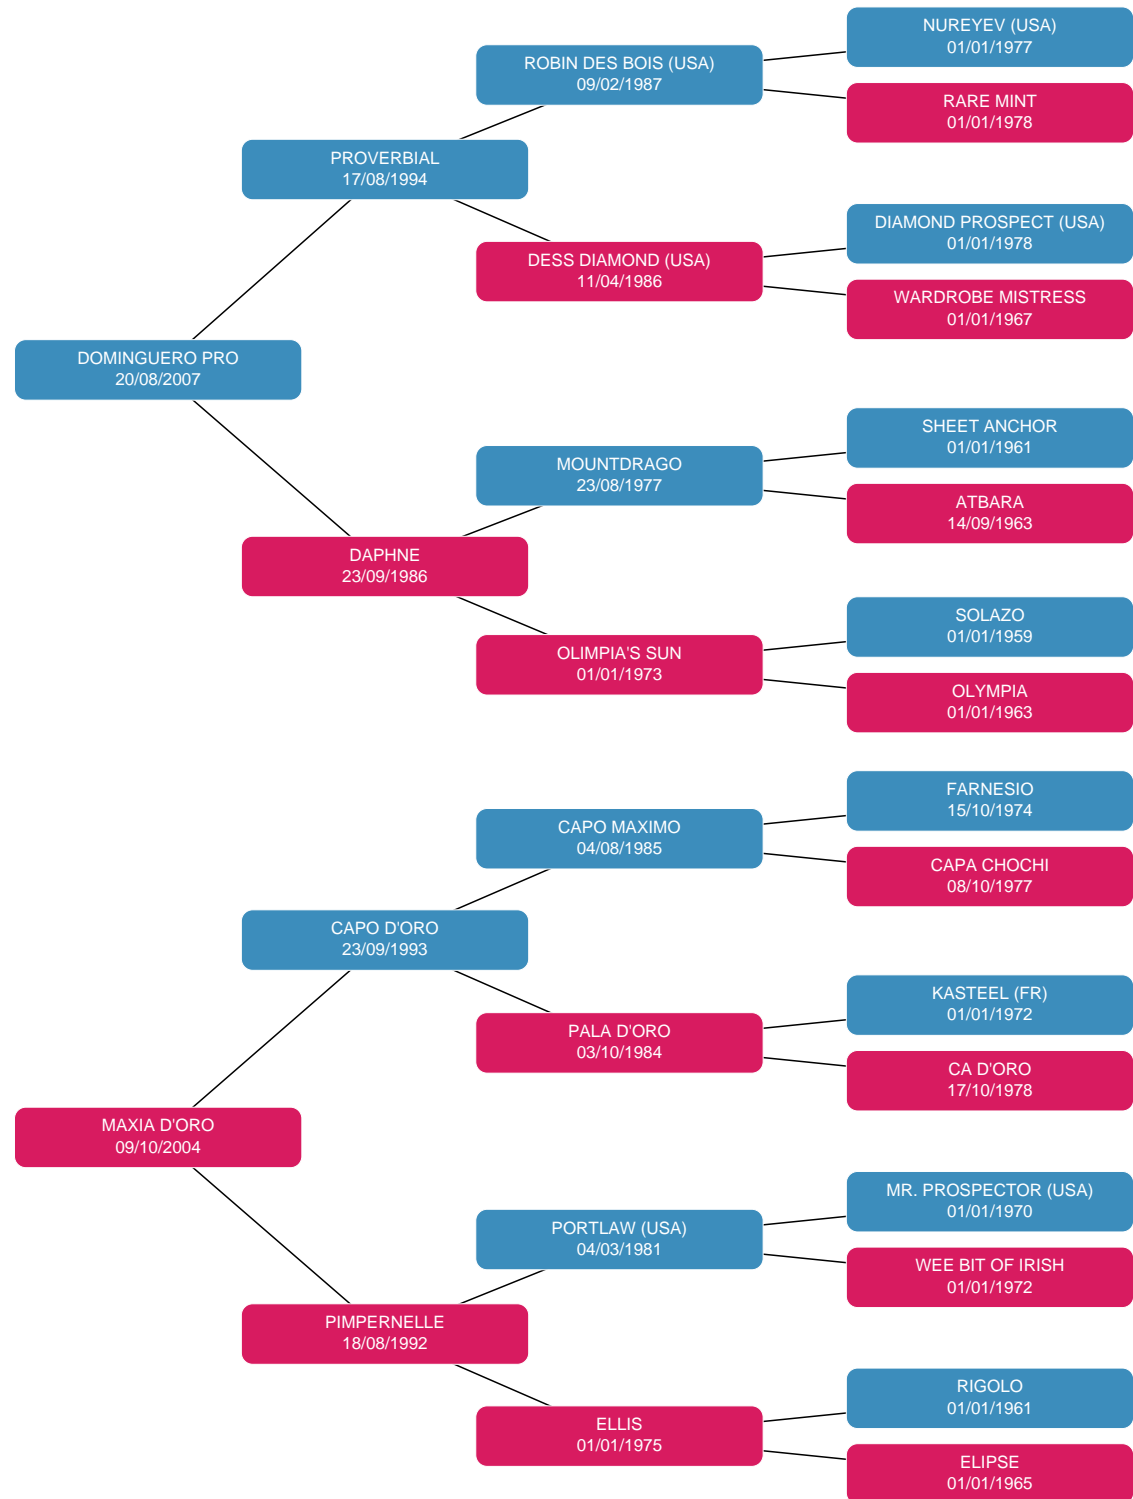 NUREYEV (USA)
01/01/1977
ROBIN DES BOIS (USA)
09/02/1987
RARE MINT
01/01/1978
PROVERBIAL
17/08/1994
DIAMOND PROSPECT (USA)
01/01/1978
DESS DIAMOND (USA)
11/04/1986
WARDROBE MISTRESS
01/01/1967
DOMINGUERO PRO
20/08/2007
SHEET ANCHOR
01/01/1961
MOUNTDRAGO
23/08/1977
ATBARA
14/09/1963
DAPHNE
23/09/1986
SOLAZO
01/01/1959
OLIMPIA'S SUN
01/01/1973
OLYMPIA
01/01/1963
FARNESIO
15/10/1974
CAPO MAXIMO
04/08/1985
CAPA CHOCHI
08/10/1977
CAPO D'ORO
23/09/1993
KASTEEL (FR)
01/01/1972
PALA D'ORO
03/10/1984
CA D'ORO
17/10/1978
MAXIA D'ORO
09/10/2004
MR. PROSPECTOR (USA)
01/01/1970
PORTLAW (USA)
04/03/1981
WEE BIT OF IRISH
01/01/1972
PIMPERNELLE
18/08/1992
RIGOLO
01/01/1961
ELLIS
01/01/1975
ELIPSE
01/01/1965